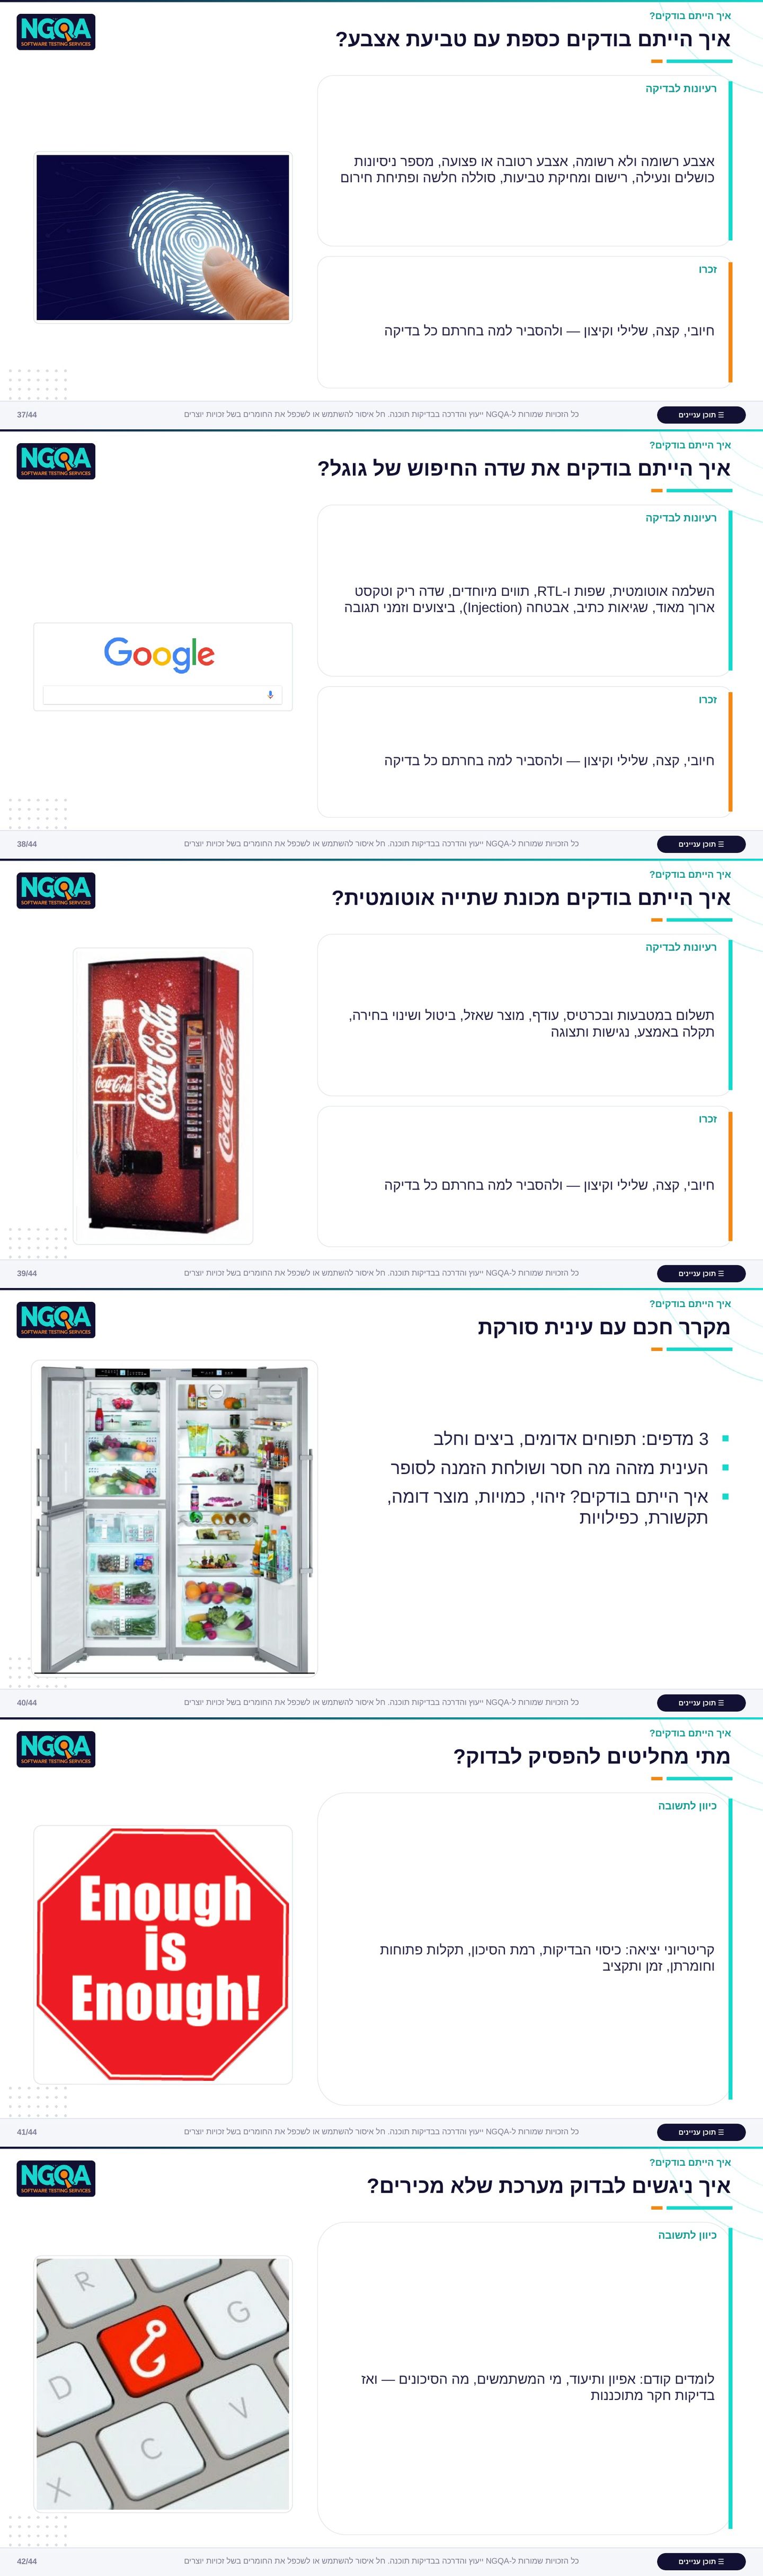 איך הייתם בודקים?
איך הייתם בודקים כספת עם טביעת אצבע?
NGQA
SOFTWARE TESTING SERVICES
רעיונות לבדיקה
אצבע רשומה ולא רשומה, אצבע רטובה או פצועה, מספר ניסיונות
כושלים ונעילה, רישום ומחיקת טביעות, סוללה חלשה ופתיחת חירום
זכרו
חיובי, קצה, שלילי וקיצון — ולהסביר למה בחרתם כל בדיקה
☰ תוכן עניינים
כל הזכויות שמורות ל-NGQA ייעוץ והדרכה בבדיקות תוכנה. חל איסור להשתמש או לשכפל את החומרים בשל זכויות יוצרים
37/44
איך הייתם בודקים?
איך הייתם בודקים את שדה החיפוש של גוגל?
NGQA
SOFTWARE TESTING SERVICES
רעיונות לבדיקה
השלמה אוטומטית, שפות ו-RTL, תווים מיוחדים, שדה ריק וטקסט
ארוך מאוד, שגיאות כתיב, אבטחה (Injection), ביצועים וזמני תגובה
Google
זכרו
חיובי, קצה, שלילי וקיצון — ולהסביר למה בחרתם כל בדיקה
☰ תוכן עניינים
כל הזכויות שמורות ל-NGQA ייעוץ והדרכה בבדיקות תוכנה. חל איסור להשתמש או לשכפל את החומרים בשל זכויות יוצרים
38/44
איך הייתם בודקים?
איך הייתם בודקים מכונת שתייה אוטומטית?
NGQA
SOFTWARE TESTING SERVICES
רעיונות לבדיקה
תשלום במטבעות ובכרטיס, עודף, מוצר שאזל, ביטול ושינוי בחירה,
תקלה באמצע, נגישות ותצוגה
Coca-Cola
Coca-Cola
Coca-Cola
זכרו
חיובי, קצה, שלילי וקיצון — ולהסביר למה בחרתם כל בדיקה
☰ תוכן עניינים
כל הזכויות שמורות ל-NGQA ייעוץ והדרכה בבדיקות תוכנה. חל איסור להשתמש או לשכפל את החומרים בשל זכויות יוצרים
39/44
איך הייתם בודקים?
מקרר חכם עם עינית סורקת
NGQA
SOFTWARE TESTING SERVICES
3 מדפים: תפוחים אדומים, ביצים וחלב
העינית מזהה מה חסר ושולחת הזמנה לסופר
איך הייתם בודקים? זיהוי, כמויות, מוצר דומה,
תקשורת, כפילויות
☰ תוכן עניינים
כל הזכויות שמורות ל-NGQA ייעוץ והדרכה בבדיקות תוכנה. חל איסור להשתמש או לשכפל את החומרים בשל זכויות יוצרים
40/44
איך הייתם בודקים?
מתי מחליטים להפסיק לבדוק?
NGQA
SOFTWARE TESTING SERVICES
כיוון לתשובה
קריטריוני יציאה: כיסוי הבדיקות, רמת הסיכון, תקלות פתוחות
וחומרתן, זמן ותקציב
Enough
is
Enough!
☰ תוכן עניינים
כל הזכויות שמורות ל-NGQA ייעוץ והדרכה בבדיקות תוכנה. חל איסור להשתמש או לשכפל את החומרים בשל זכויות יוצרים
41/44
איך הייתם בודקים?
איך ניגשים לבדוק מערכת שלא מכירים?
NGQA
SOFTWARE TESTING SERVICES
כיוון לתשובה
לומדים קודם: אפיון ותיעוד, מי המשתמשים, מה הסיכונים — ואז
בדיקות חקר מתוכננות
R
G
D
V
C
X
☰ תוכן עניינים
כל הזכויות שמורות ל-NGQA ייעוץ והדרכה בבדיקות תוכנה. חל איסור להשתמש או לשכפל את החומרים בשל זכויות יוצרים
42/44